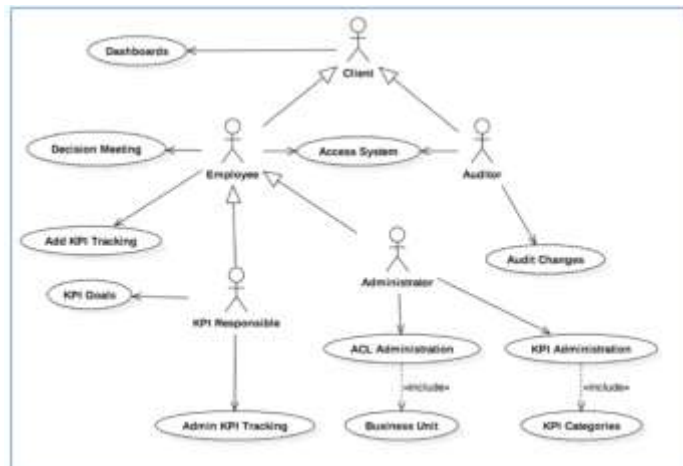 Dashboards
Client
Decision Meeting
Employee
Access System
Auditor
Add KPI Tracking
Audit Changes
KPI Goals
KPI Responsible
Administrator
ACL Administration
KPI Administration
«include»
«include»
Admin KPI Tracking
Business Unit
KPI Categories